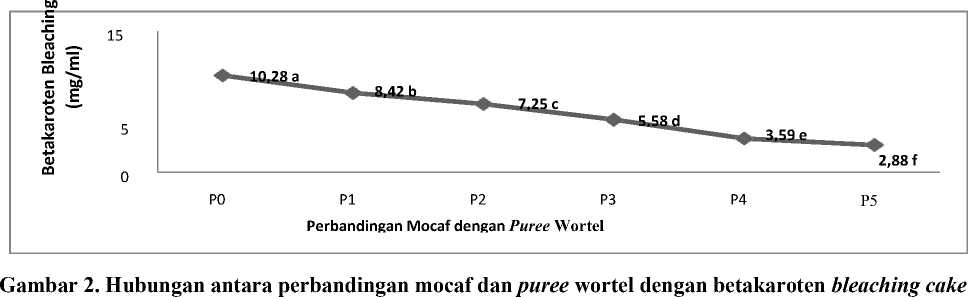 Betakaroten Bleaching
(mg/ml)
15
5
0
10,28 a
8,42 b
7,25 c
5,58 d
3,59 e
2,88 f
P0 P1 P2 P3 P4 P5
Perbandingan Mocaf dengan Puree Wortel
Gambar 2. Hubungan antara perbandingan mocaf dan puree wortel dengan betakaroten bleaching cake